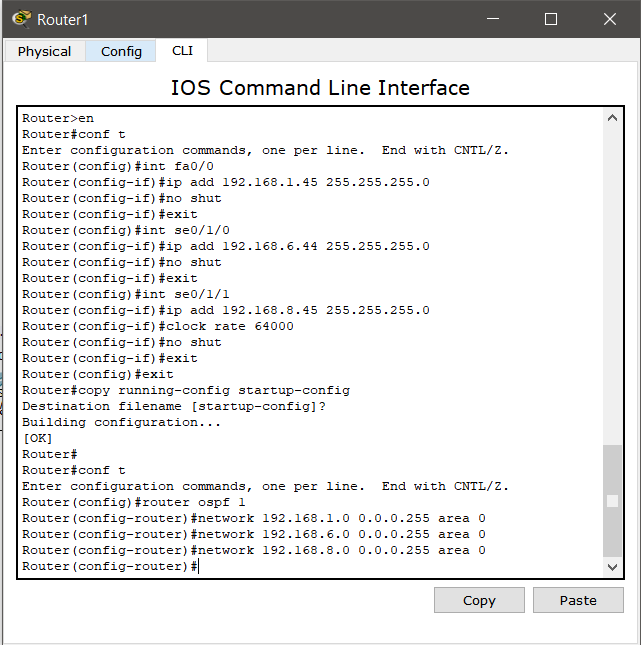 Router1
Physical Config CLI
IOS Command Line Interface
Router>en
Router#conf t
Enter configuration commands, one per line.  End with CNTL/Z.
Router(config)#int fa0/0
Router(config-if)#ip add 192.168.1.45 255.255.255.0
Router(config-if)#no shut
Router(config-if)#exit
Router(config)#int se0/1/0
Router(config-if)#ip add 192.168.6.44 255.255.255.0
Router(config-if)#no shut
Router(config-if)#exit
Router(config)#int se0/1/1
Router(config-if)#ip add 192.168.8.45 255.255.255.0
Router(config-if)#clock rate 64000
Router(config-if)#no shut
Router(config-if)#exit
Router(config)#exit
Router#copy running-config startup-config
Destination filename [startup-config]?
Building configuration...
[OK]
Router#
Router#conf t
Enter configuration commands, one per line.  End with CNTL/Z.
Router(config)#router ospf 1
Router(config-router)#network 192.168.1.0 0.0.0.255 area 0
Router(config-router)#network 192.168.6.0 0.0.0.255 area 0
Router(config-router)#network 192.168.8.0 0.0.0.255 area 0
Router(config-router)#
Copy Paste